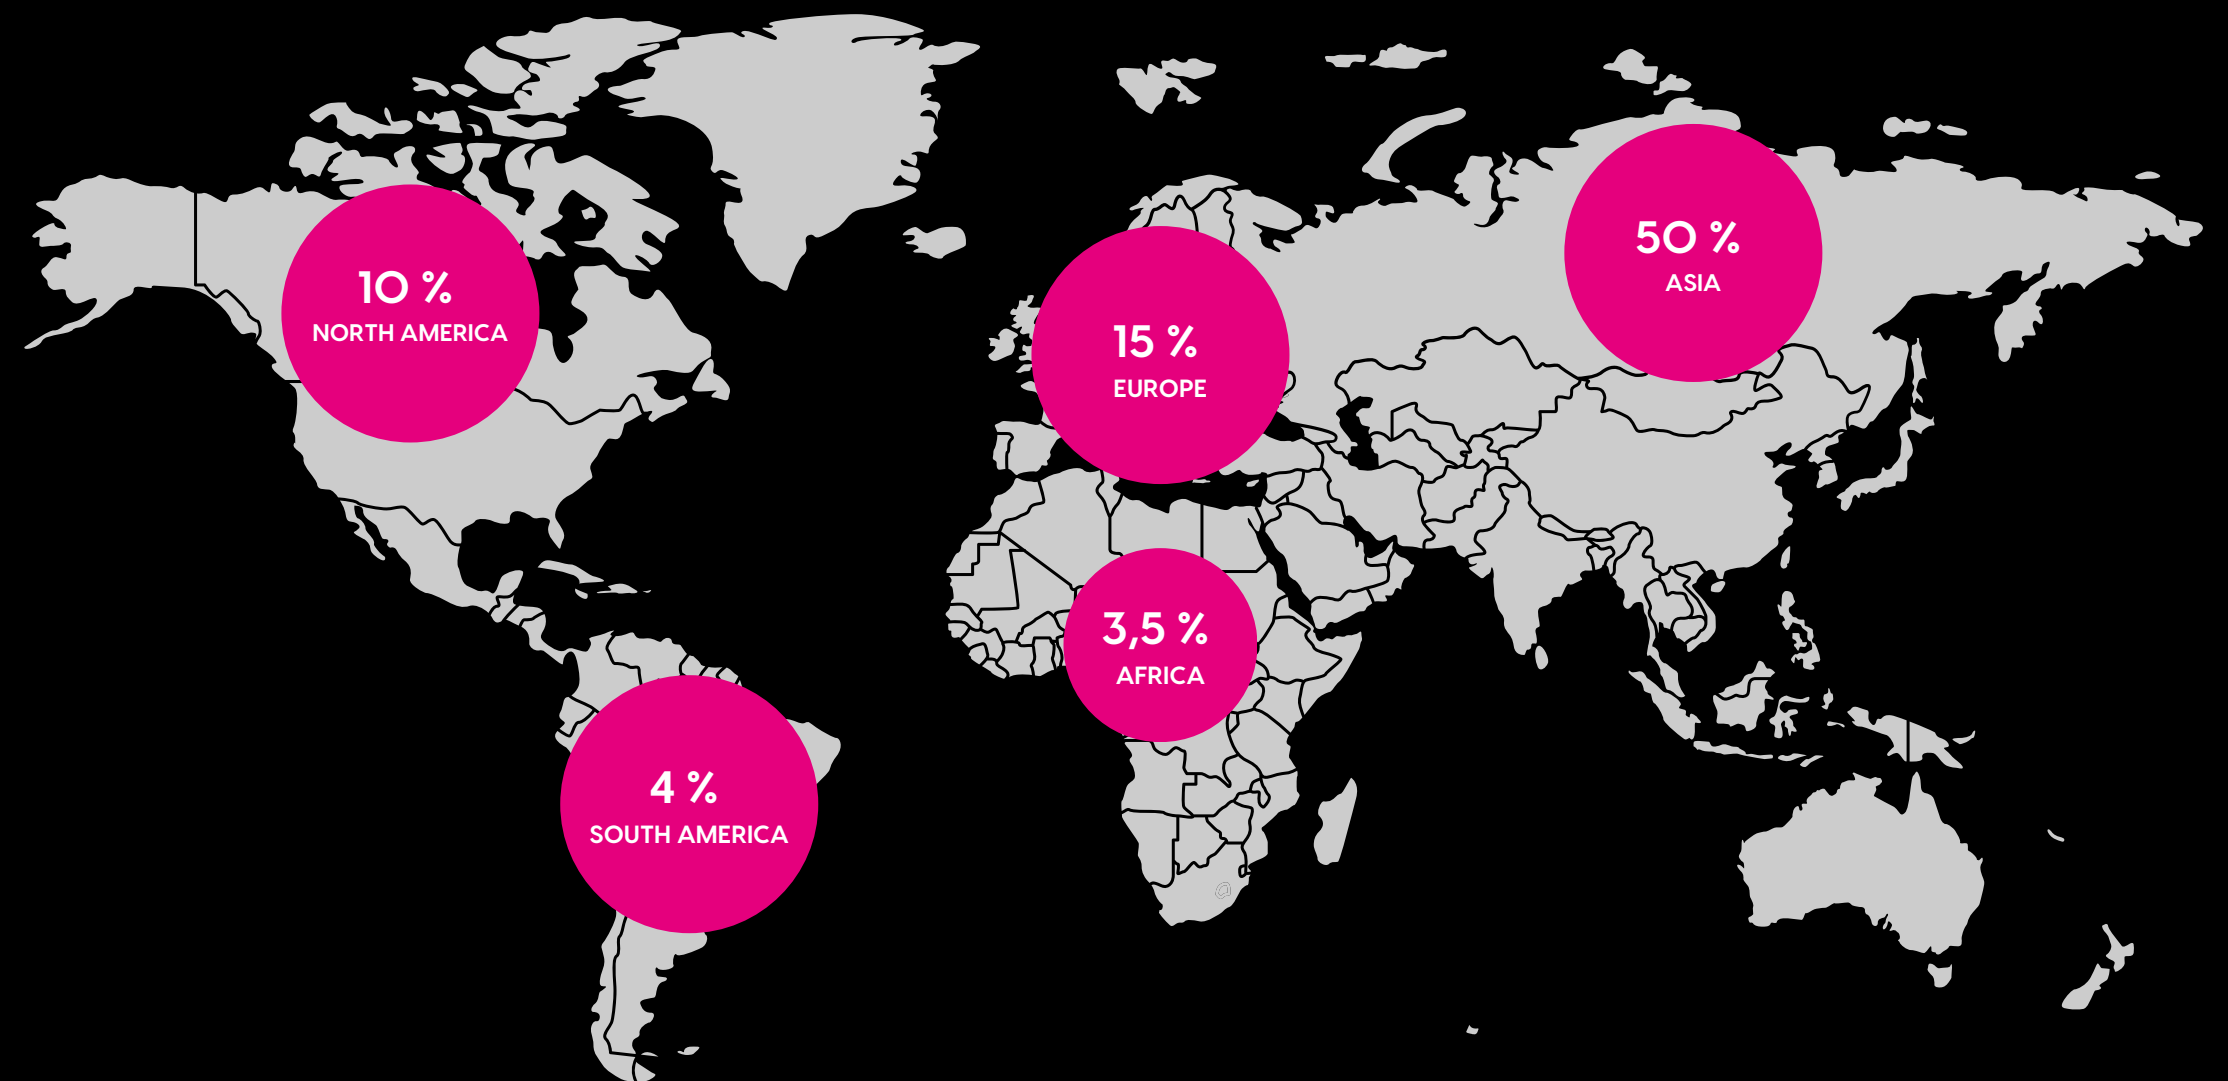 10 %
NORTH AMERICA
15 %
EUROPE
50 %
ASIA
3,5 %
AFRICA
4 %
SOUTH AMERICA